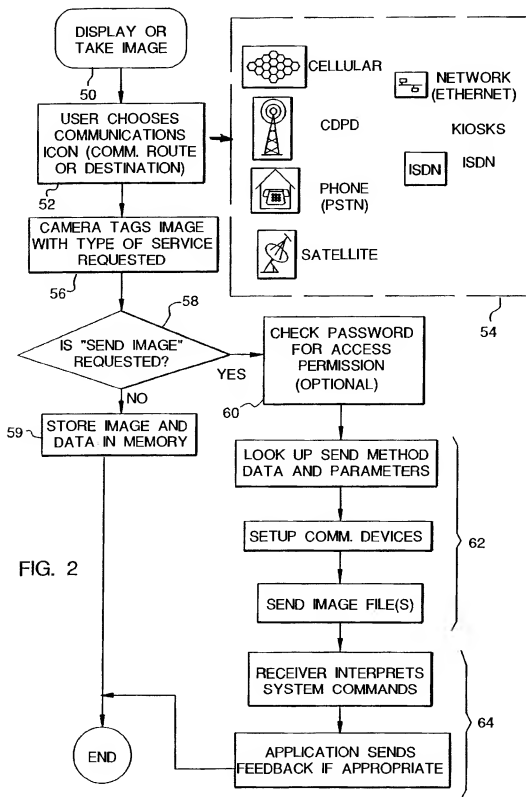 DISPLAY OR
TAKE IMAGE
50
USER CHOOSES
COMMUNICATIONS
ICON (COMM. ROUTE
OR DESTINATION)
52
CELLULAR
CDPD
PHONE
(PSTN)
SATELLITE
NETWORK
(ETHERNET)
KIOSKS
ISDN
ISDN
54
CAMERA TAGS IMAGE
WITH TYPE OF SERVICE
REQUESTED
56
58
IS "SEND IMAGE"
REQUESTED?
YES
NO
CHECK PASSWORD
FOR ACCESS
PERMISSION
(OPTIONAL)
60
59
STORE IMAGE AND
DATA IN MEMORY
LOOK UP SEND METHOD
DATA AND PARAMETERS
SETUP COMM. DEVICES
62
SEND IMAGE FILE(S)
FIG. 2
RECEIVER INTERPRETS
SYSTEM COMMANDS
64
APPLICATION SENDS
FEEDBACK IF APPROPRIATE
END